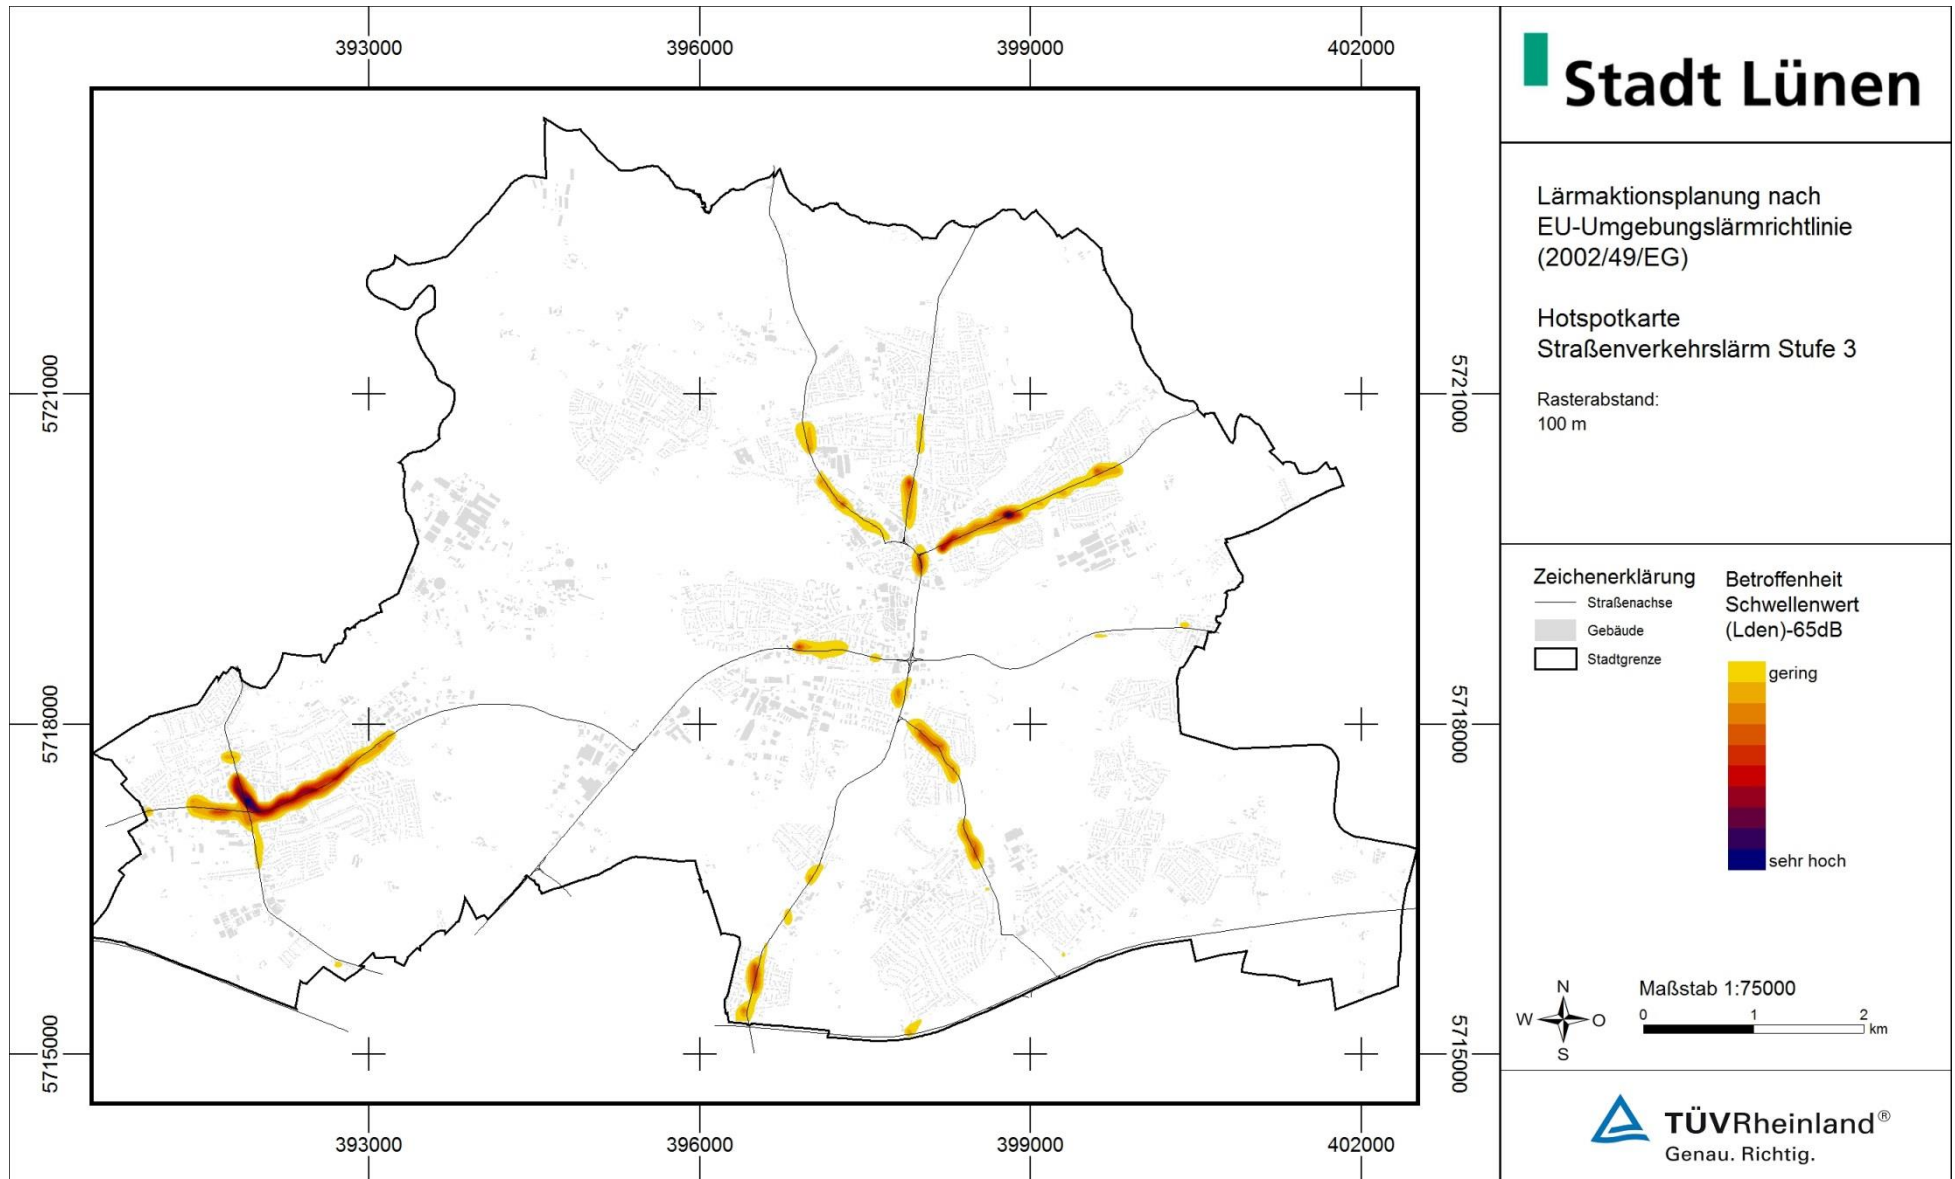 393000 396000 399000 402000
5721000 5721000
5718000 5718000
5715000 5715000
393000 396000 399000 402000
Stadt Lünen
Lärmaktionsplanung nach
EU-Umgebungslärmrichtlinie
(2002/49/EG)
Hotspotkarte
Straßenverkehrslärm Stufe 3
Rasterabstand:
100 m
Zeichenerklärung
Straßenachse
Gebäude
Stadtgrenze
Betroffenheit
Schwellenwert
(Lden)-65dB
gering
sehr hoch
N
W O
S
Maßstab 1:75000
0 1 2
km
TÜVRheinland®
Genau. Richtig.